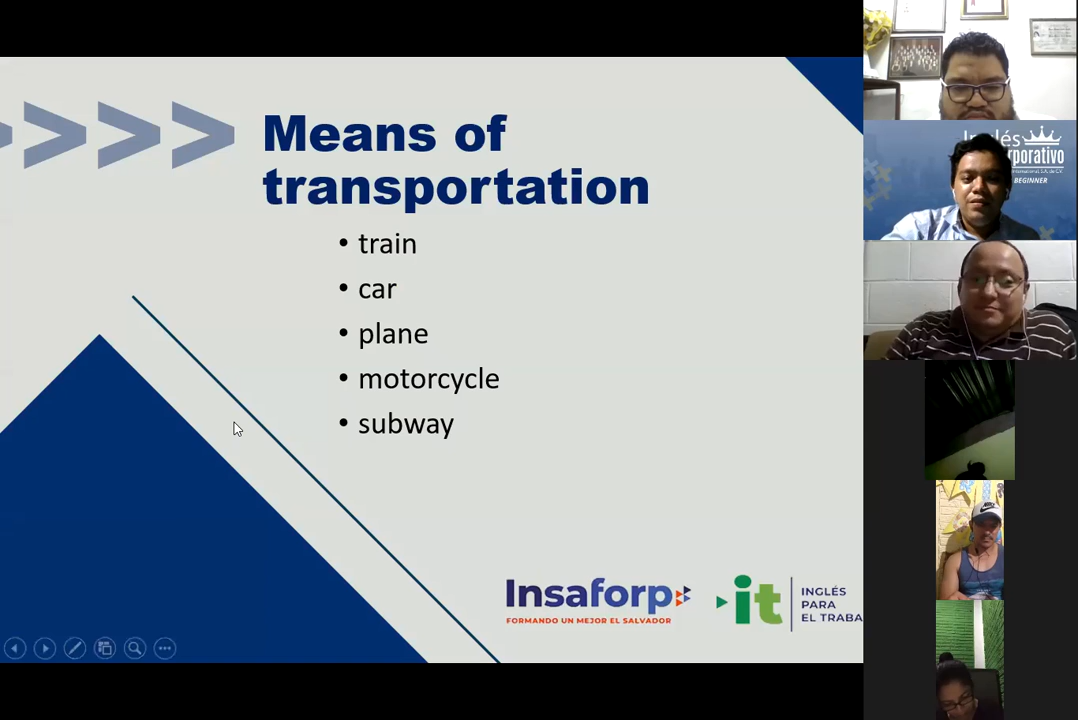 Means of
transportation
• train
• car
• plane
• motorcycle
• subway
Insaforp
FORMANDO UN MEJOR EL SALVADOR
it
INGLÉS
PARA
EL TRABA
Inglés
BEGINNER